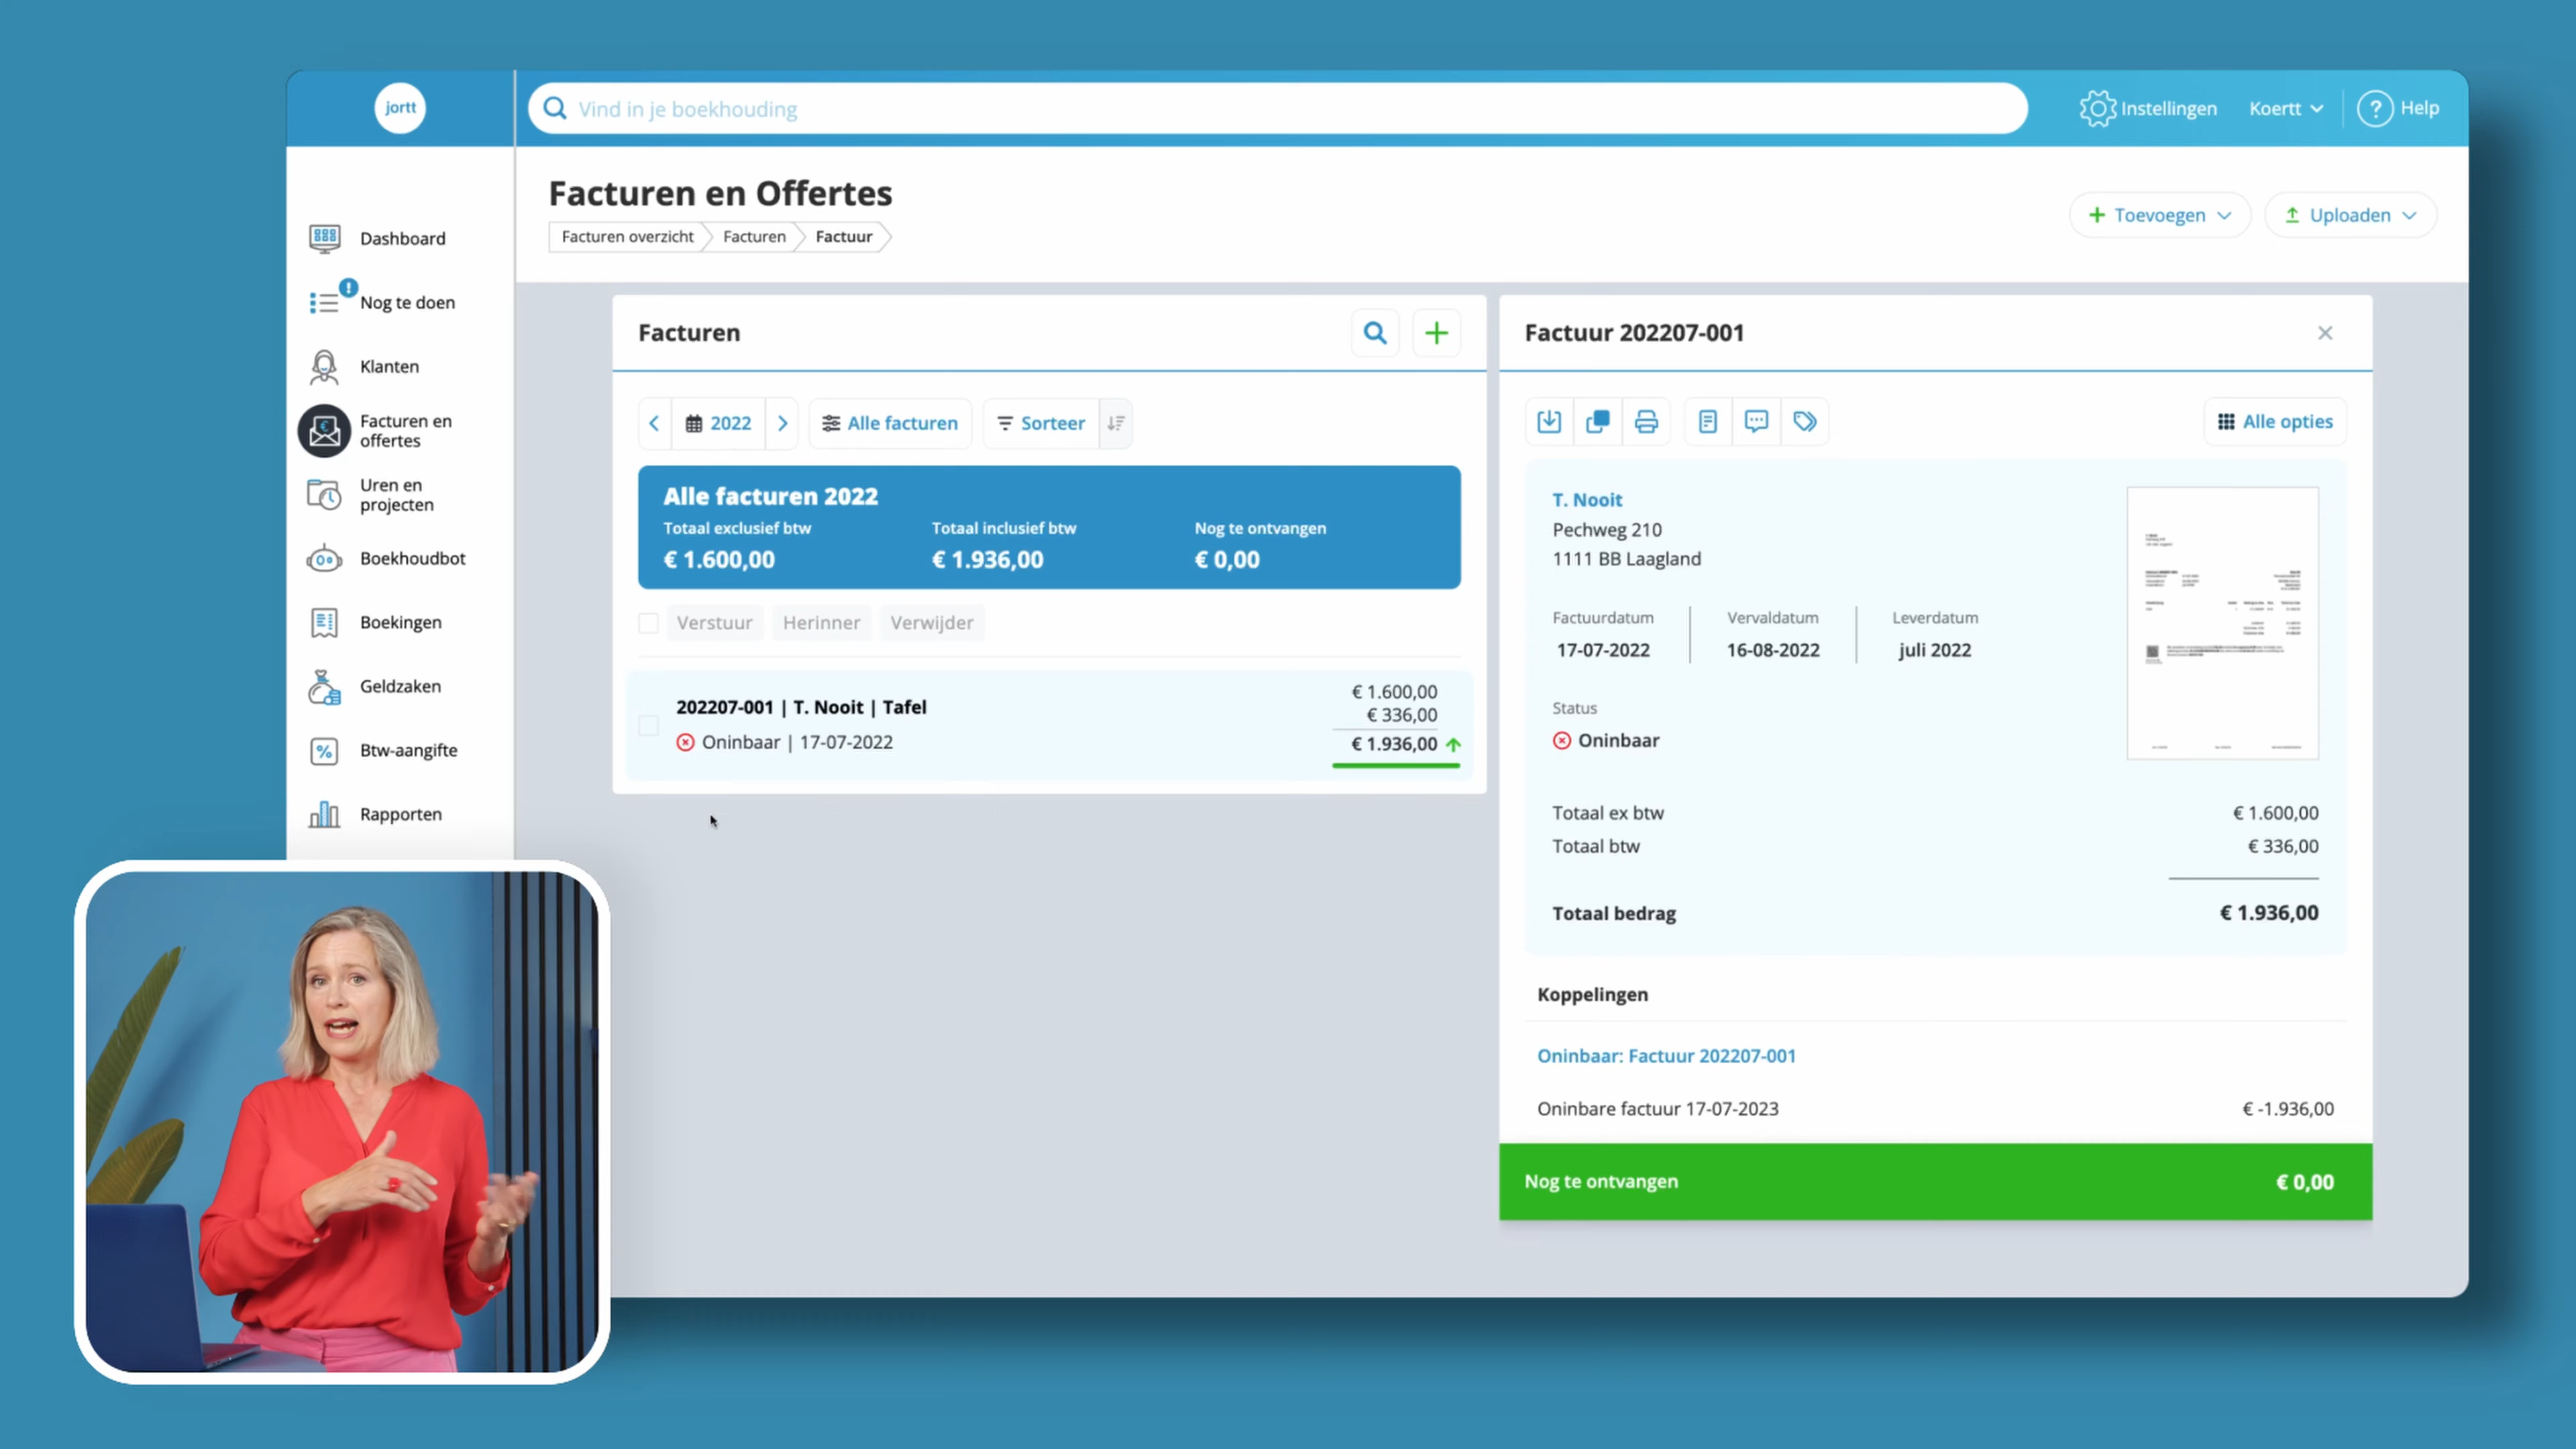 jortt
Vind in je boekhouding
Instellingen
Koertt
Help
Facturen en Offertes
Facturen overzicht
Facturen
Factuur
Toevoegen
Uploaden
Dashboard
Nog te doen
Klanten
Facturen en
offertes
Uren en
projecten
Boekhoudbot
Boekingen
Geldzaken
Btw-aangifte
Rapporten
Facturen
2022
Alle facturen
Sorteer
Alle facturen 2022
Totaal exclusief btw
Totaal inclusief btw
Nog te ontvangen
€ 1.600,00
€ 1.936,00
€ 0,00
Verstuur
Herinner
Verwijder
202207-001 | T. Nooit | Tafel
Oninbaar | 17-07-2022
€ 1.600,00
€ 336,00
€ 1.936,00
Factuur 202207-001
Alle opties
T. Nooit
Pechweg 210
1111 BB Laagland
Factuurdatum
Vervaldatum
Leverdatum
17-07-2022
16-08-2022
juli 2022
Status
Oninbaar
Totaal ex btw € 1.600,00
Totaal btw € 336,00
Totaal bedrag € 1.936,00
Koppelingen
Oninbaar: Factuur 202207-001
Oninbare factuur 17-07-2023 € -1.936,00
Nog te ontvangen € 0,00